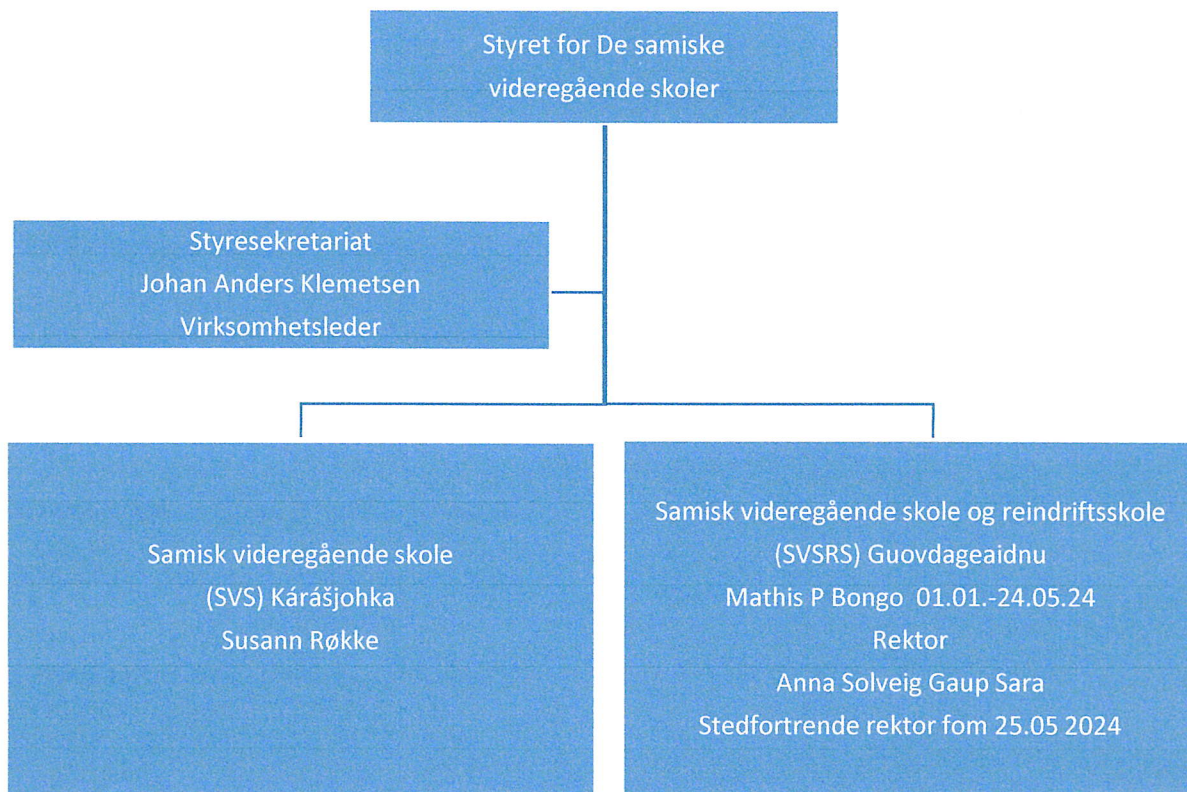 Styret for De samiske
videregående skoler
Styresekretariat
Johan Anders Klemetsen
Virksomhetsleder
Samisk videregående skole
(SVS) Kárášjohka
Susann Røkke
Samisk videregående skole og reindriftsskole
(SVSRS) Guovdageaidnu
Mathis P Bongo 01.01.-24.05.24
Rektor
Anna Solveig Gaup Sara
Stedfortrende rektor fom 25.05 2024